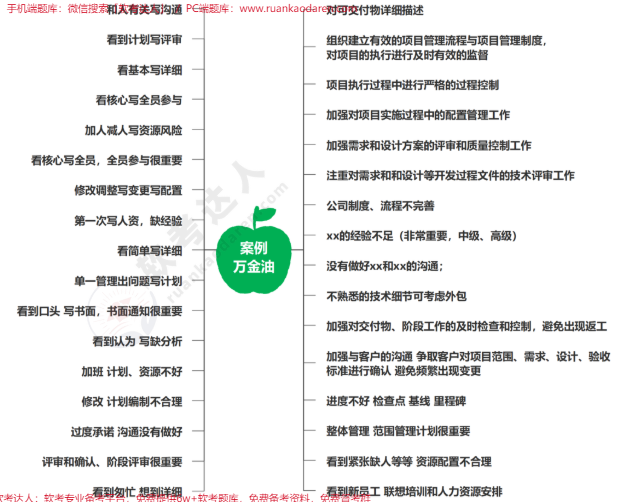 手机端题库：微信搜索
PC端题库：www.ruankaodaren.com
和人有关写沟通
看到计划写评审
看基本写详细
看核心写全员参与
加人减人写资源风险
看核心写全员，全员参与很重要
修改调整写变更写配置
第一次写人资，缺经验
看简单写详细
单一管理出问题写计划
看到口头 写书面，书面通知很重要
看到认为 写缺分析
加班 计划、资源不好
修改 计划编制不合理
过度承诺 沟通没有做好
评审和确认、阶段评审很重要
看到匆忙 想到详细
案例
万金油
对可交付物详细描述
组织建立有效的项目管理流程与项目管理制度，
对项目的执行进行及时有效的监督
项目执行过程中进行严格的过程控制
加强对项目实施过程中的配置管理工作
加强需求和设计方案的评审和质量控制工作
注重对需求和和设计等开发过程文件的技术评审工作
公司制度、流程不完善
xx的经验不足（非常重要，中级、高级）
没有做好xx和xx的沟通；
不熟悉的技术细节可考虑外包
加强对交付物、阶段工作的及时检查和控制，避免出现返工
加强与客户的沟通 争取客户对项目范围、需求、设计、验收
标准进行确认 避免频繁出现变更
进度不好 检查点 基线 里程碑
整体管理 范围管理计划很重要
看到紧张缺人等等 资源配置不合理
看到新员工 联想培训和人力资源安排
软考达人
ruankaodaren.com
软考达人：软考专业备考平台，免费提供6w+软考题库，免费备考资料，免费资考群